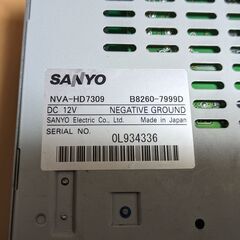 SANYO
NVA-HD7309 B8260-7999D
DC 12V NEGATIVE GROUND
SANYO Electric Co., Ltd. Made in Japan
SERIAL NO. 0L934336